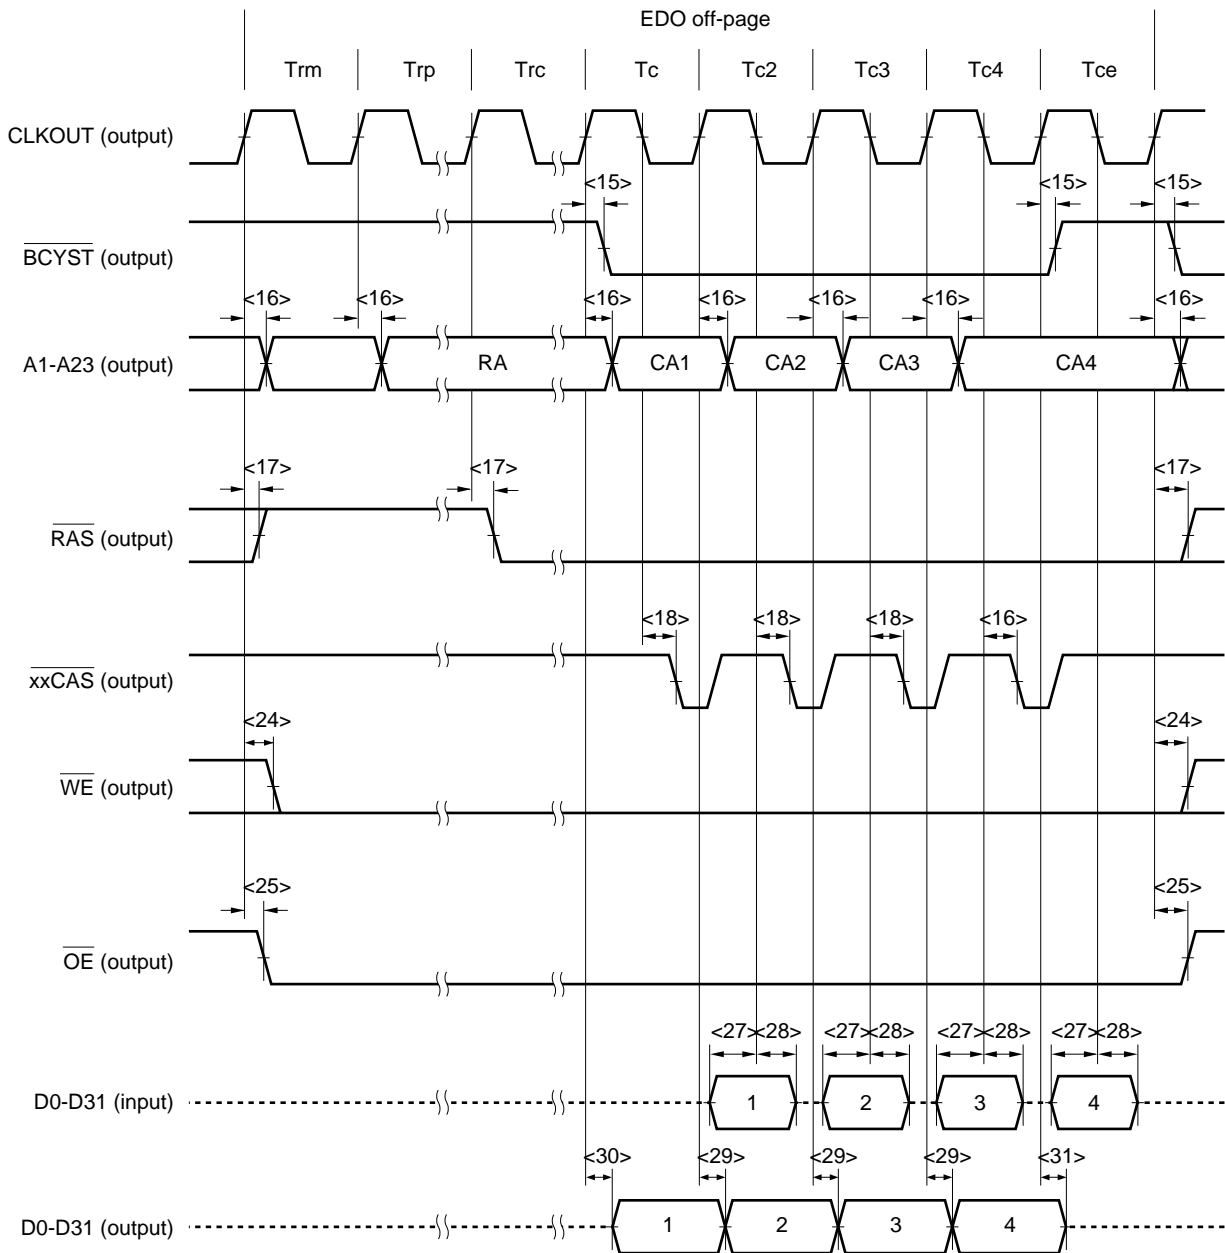 EDO off-page
Trm Trp Trc Tc Tc2 Tc3 Tc4 Tce
CLKOUT (output)
<15> <15> <15>
BCYST (output)
<16> <16> <16> <16> <16> <16> <16>
A1-A23 (output) RA CA1 CA2 CA3 CA4
<17> <17> <17>
RAS (output)
<18> <18> <18> <16>
xxCAS (output)
<24> <24>
WE (output)
<25> <25>
OE (output)
<27> <28> <27> <28> <27> <28> <27> <28>
D0-D31 (input) 1 2 3 4
<30> <29> <29> <29> <31>
D0-D31 (output) 1 2 3 4